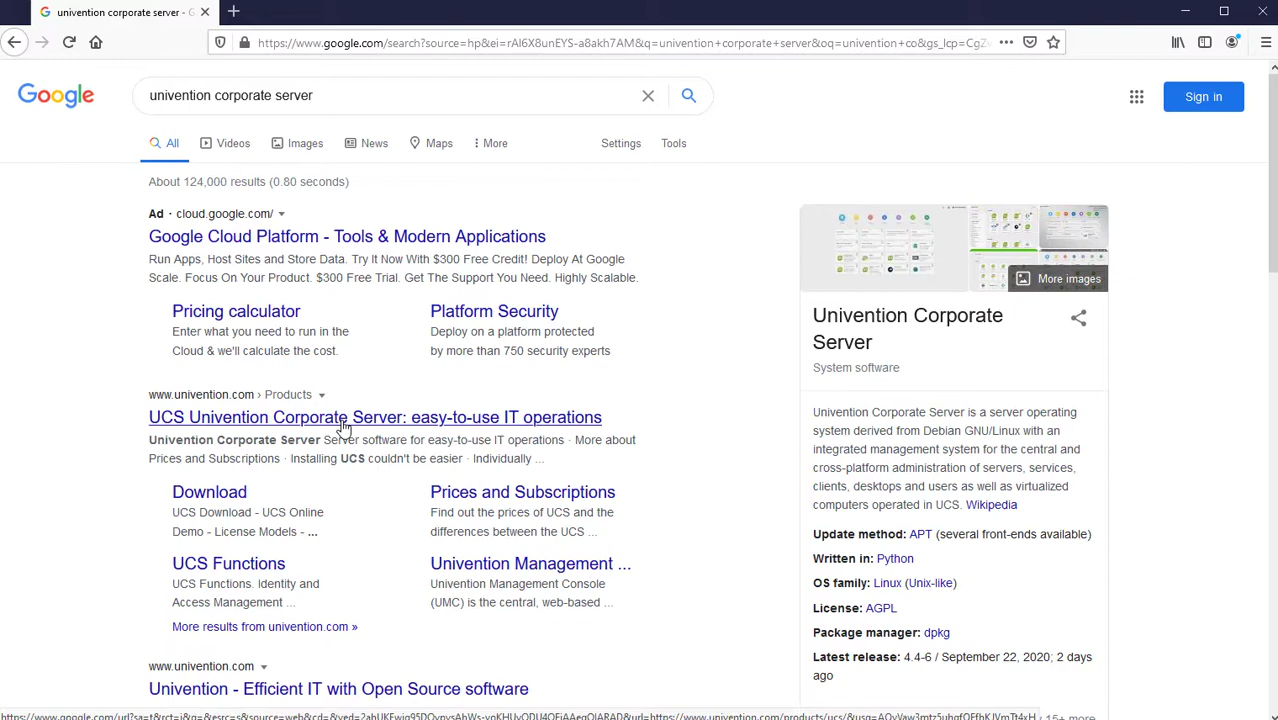 univention corporate server - G
https://www.google.com/search?source=hp&ei=rAI6X8unEYS-a8akh7AM&q=univention+corporate+server&oq=univention+co&gs_lcp=CgZ
Google
univention corporate server
Sign in
All
Videos
Images
News
Maps
More
Settings
Tools
About 124,000 results (0.80 seconds)
Ad · cloud.google.com/
Google Cloud Platform - Tools & Modern Applications
Run Apps, Host Sites and Store Data. Try It Now With $300 Free Credit! Deploy At Google
Scale. Focus On Your Product. $300 Free Trial. Get The Support You Need. Highly Scalable.
Pricing calculator
Enter what you need to run in the
Cloud & we'll calculate the cost.
Platform Security
Deploy on a platform protected
by more than 750 security experts
www.univention.com › Products
UCS Univention Corporate Server: easy-to-use IT operations
Univention Corporate Server Server software for easy-to-use IT operations · More about
Prices and Subscriptions · Installing UCS couldn't be easier · Individually ...
Download
UCS Download - UCS Online
Demo - License Models - ...
Prices and Subscriptions
Find out the prices of UCS and the
differences between the UCS ...
UCS Functions
UCS Functions. Identity and
Access Management ...
Univention Management ...
Univention Management Console
(UMC) is the central, web-based ...
More results from univention.com »
www.univention.com
Univention - Efficient IT with Open Source software
More images
Univention Corporate
Server
System software
Univention Corporate Server is a server operating
system derived from Debian GNU/Linux with an
integrated management system for the central and
cross-platform administration of servers, services,
clients, desktops and users as well as virtualized
computers operated in UCS. Wikipedia
Update method: APT (several front-ends available)
Written in: Python
OS family: Linux (Unix-like)
License: AGPL
Package manager: dpkg
Latest release: 4.4-6 / September 22, 2020; 2 days
ago
15+ more